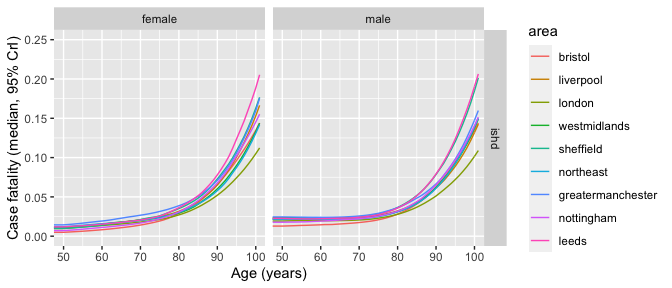 female
male
area
Case fatality (median, 95% CrI)
0.25
0.20
0.15
0.10
0.05
0.00
50
60
70
80
90
100
50
60
70
80
90
100
Age (years)
ihd
bristol
liverpool
london
westmidlands
sheffield
northeast
greatermanchester
nottingham
leeds